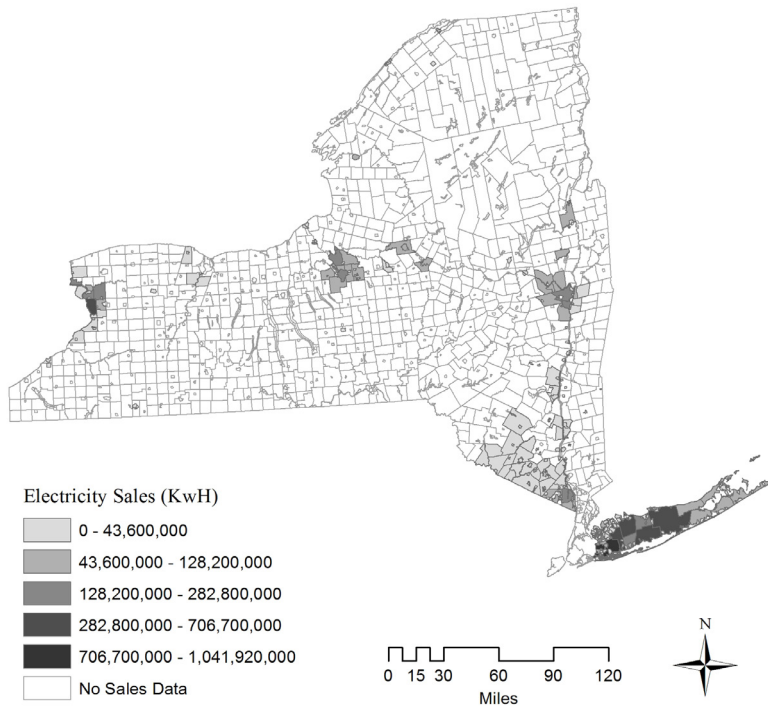 Electricity Sales (KwH)
0 - 43,600,000
43,600,000 - 128,200,000
128,200,000 - 282,800,000
282,800,000 - 706,700,000
706,700,000 - 1,041,920,000
No Sales Data
0 15 30 60 90 120
Miles
N